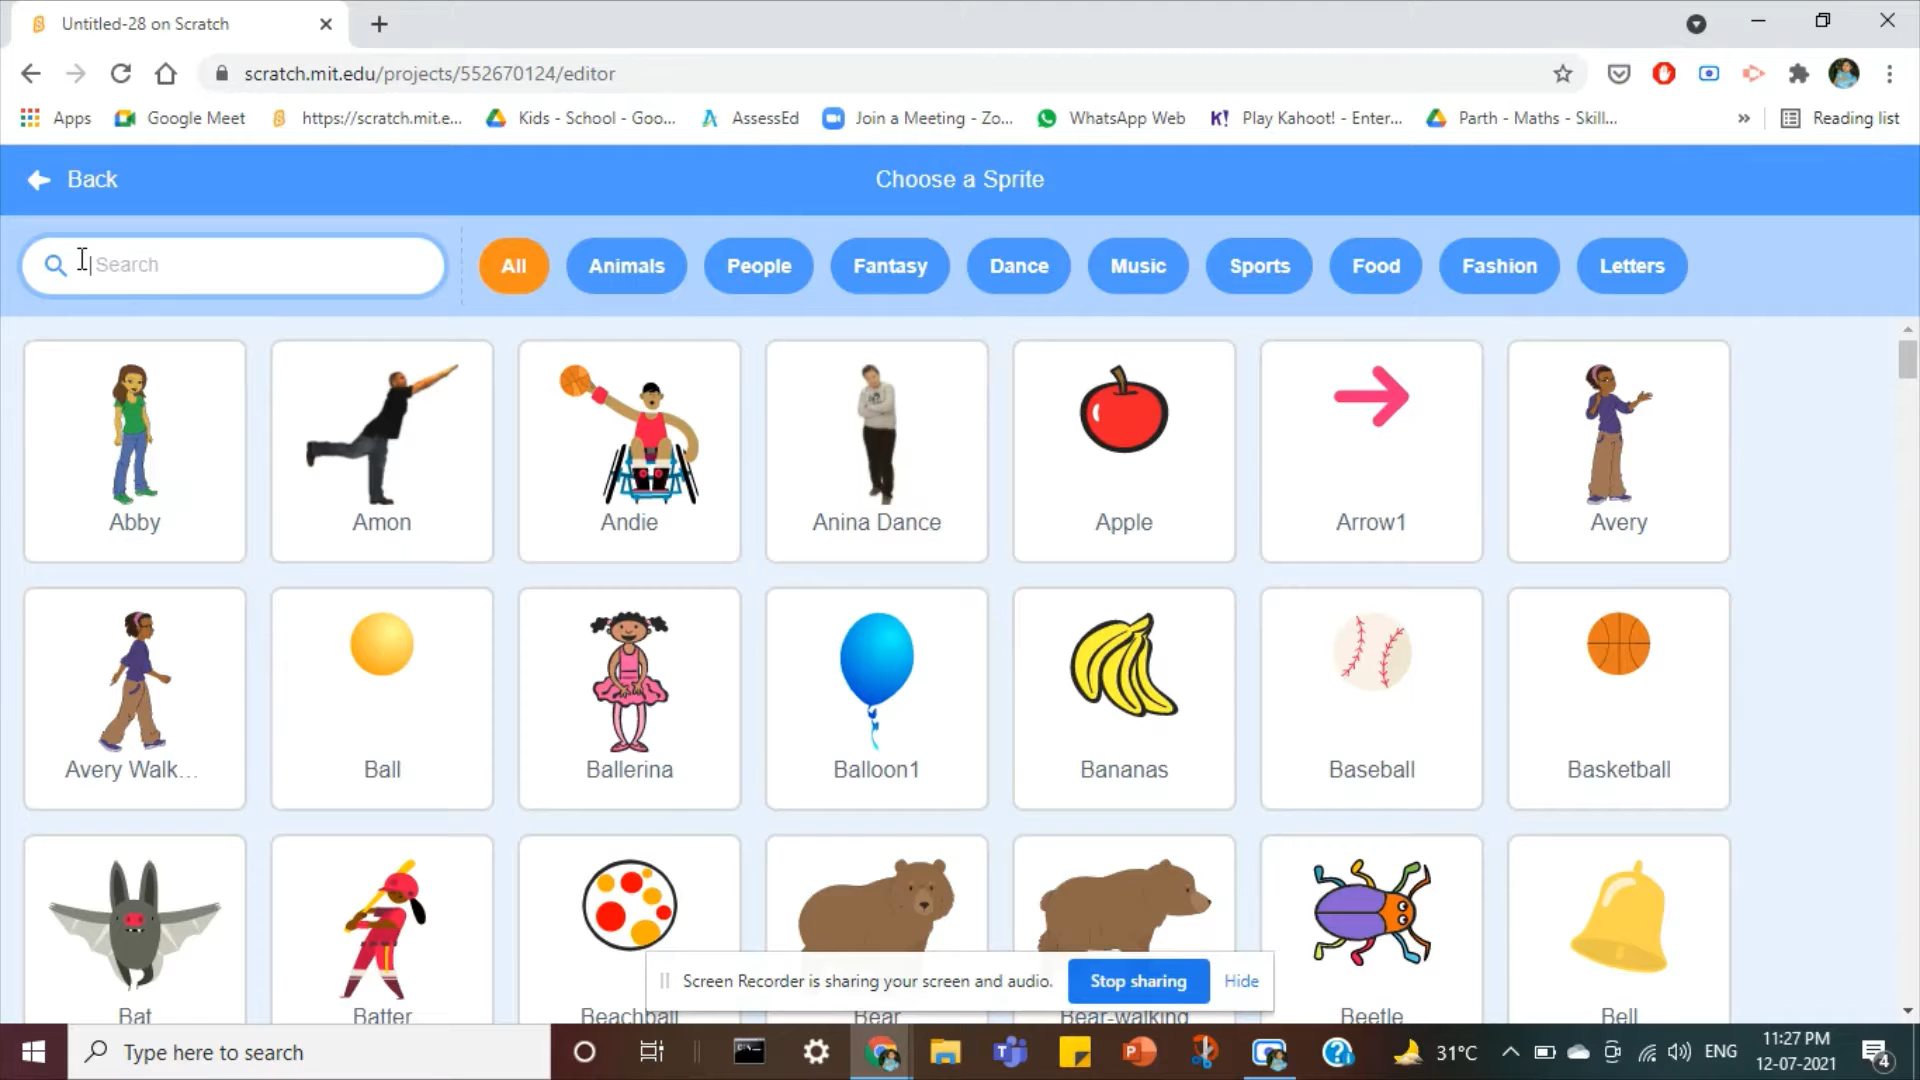 Untitled-28 on Scratch
scratch.mit.edu/projects/552670124/editor
Apps
Google Meet
https://scratch.mit.e...
Kids - School - Goo...
AssessEd
Join a Meeting - Zo...
WhatsApp Web
K! Play Kahoot! - Enter...
Parth - Maths - Skill...
»
Reading list
Back
Choose a Sprite
Search
All
Animals
People
Fantasy
Dance
Music
Sports
Food
Fashion
Letters
Abby
Amon
Andie
Anina Dance
Apple
Arrow1
Avery
Avery Walk...
Ball
Ballerina
Balloon1
Bananas
Baseball
Basketball
Bat
Batter
Beachball
Bear
Bear-walking
Beetle
Bell
Screen Recorder is sharing your screen and audio.
Stop sharing
Hide
Type here to search
31°C
ENG
11:27 PM
12-07-2021
4